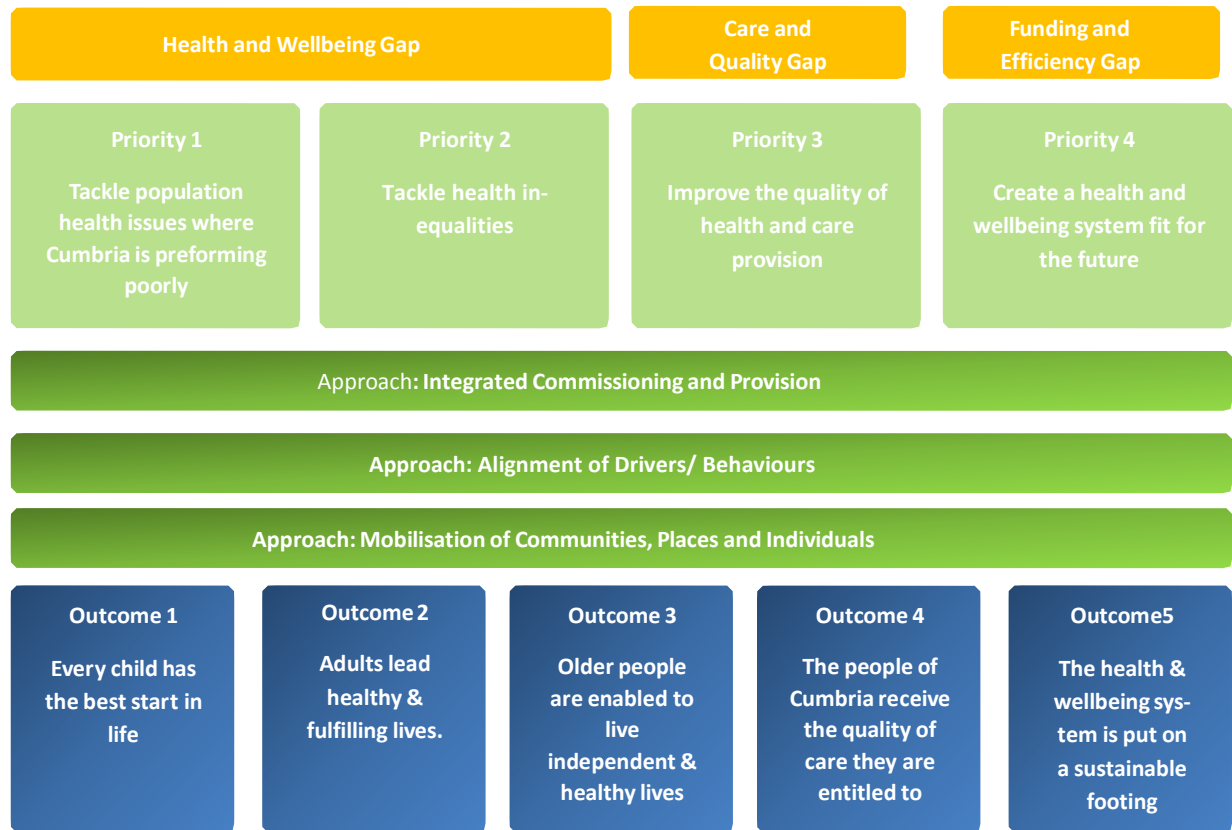 Health and Wellbeing Gap
Care and
Quality Gap
Funding and
Efficiency Gap
Priority 1
Tackle population
health issues where
Cumbria is preforming
poorly
Priority 2
Tackle health in-
equalities
Priority 3
Improve the quality of
health and care
provision
Priority 4
Create a health and
wellbeing system fit for
the future
Approach: Integrated Commissioning and Provision
Approach: Alignment of Drivers/ Behaviours
Approach: Mobilisation of Communities, Places and Individuals
Outcome 1
Every child has
the best start in
life
Outcome 2
Adults lead
healthy &
fulfilling lives.
Outcome 3
Older people
are enabled to
live
independent &
healthy lives
Outcome 4
The people of
Cumbria receive
the quality of
care they are
entitled to
Outcome5
The health &
wellbeing sys-
tem is put on
a sustainable
footing